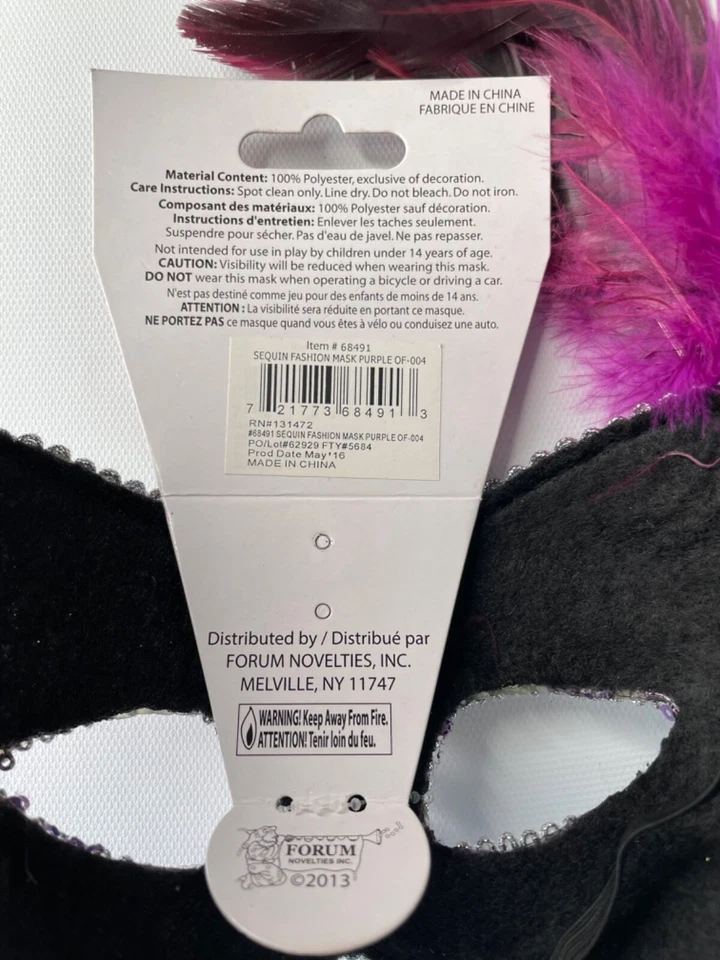 MADE IN CHINA
FABRIQUE EN CHINE
Material Content: 100% Polyester, exclusive of decoration.
Care Instructions: Spot clean only. Line dry. Do not bleach. Do not iron.
Composant des matériaux: 100% Polyester sauf décoration.
Instructions d'entretien: Enlever les taches seulement.
Suspendre pour sécher. Pas d'eau de javel. Ne pas repasser.
Not intended for use in play by children under 14 years of age.
CAUTION: Visibility will be reduced when wearing this mask.
DO NOT wear this mask when operating a bicycle or driving a car.
N'est pas destiné comme jeu pour des enfants de moins de 14 ans.
ATTENTION : La visibilité sera réduite en portant ce masque.
NE PORTEZ PAS ce masque quand vous êtes à vélo ou conduisez une auto.
Item # 68491
SEQUIN FASHION MASK PURPLE OF-004
7 21773 68491 3
RN#131472
#68491 SEQUIN FASHION MASK PURPLE OF-004
PO/Lot#62929 FTY#5684
Prod Date May'16
MADE IN CHINA
Distributed by / Distribué par
FORUM NOVELTIES, INC.
MELVILLE, NY 11747
WARNING! Keep Away From Fire.
ATTENTION! Tenir loin du feu.
FORUM
NOVELTIES INC.
©2013